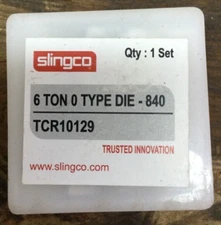 slingco
Qty : 1 Set
6 TON 0 TYPE DIE - 840
TCR10129
TRUSTED INNOVATION
www.slingco.com